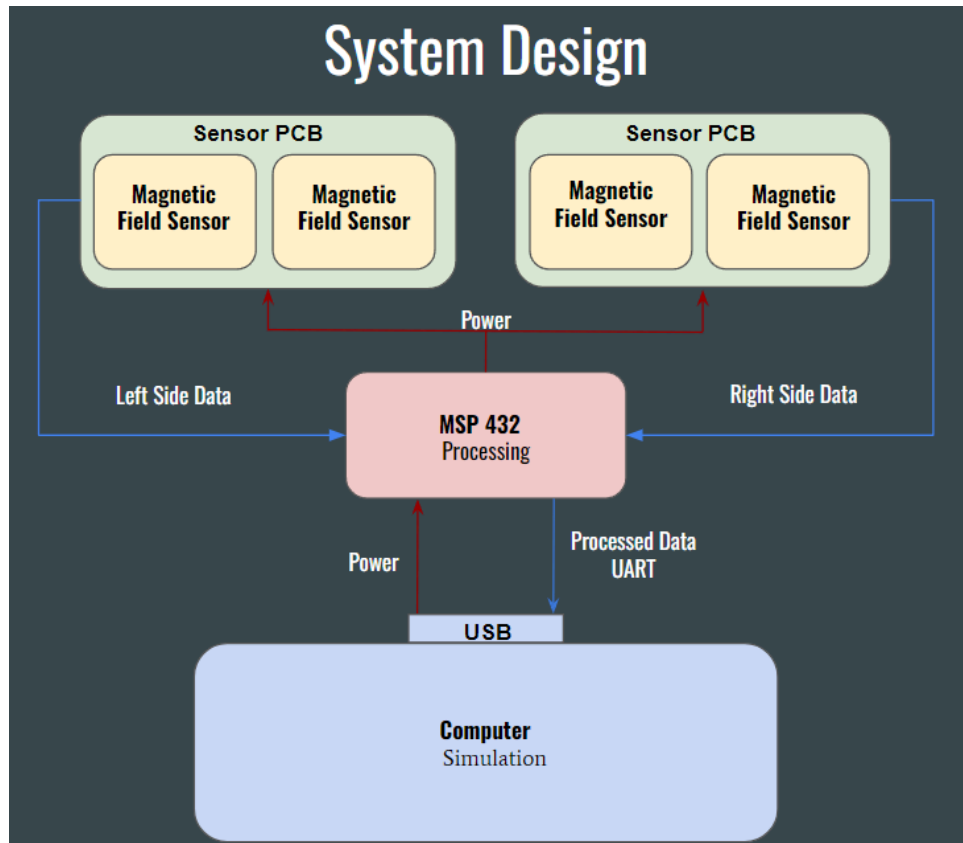 System Design
Sensor PCB
Magnetic
Field Sensor
Magnetic
Field Sensor
Sensor PCB
Magnetic
Field Sensor
Magnetic
Field Sensor
Power
Left Side Data
Right Side Data
MSP 432
Processing
Power
Processed Data
UART
USB
Computer
Simulation